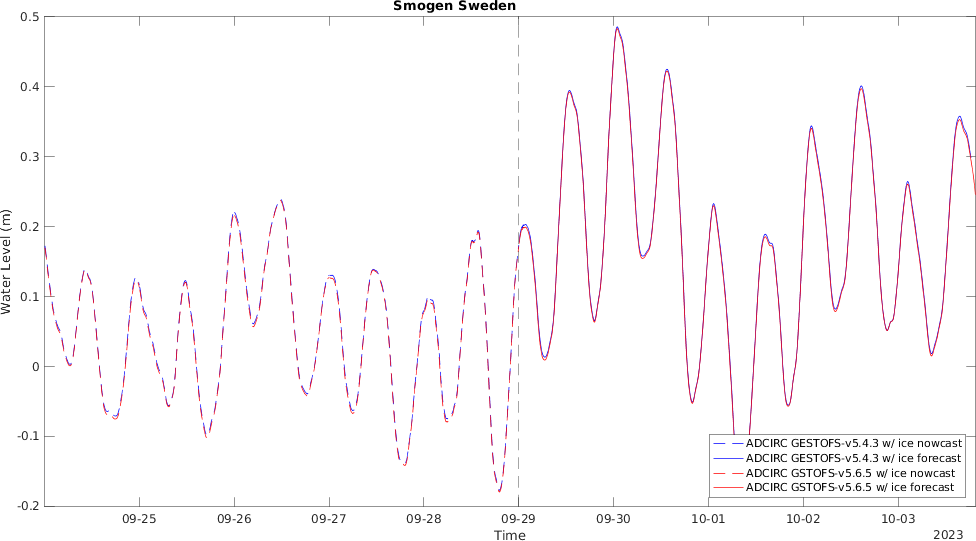 Smogen Sweden
0.5
0.4
0.3
0.2
0.1
0
-0.1
-0.2
Water Level (m)
ADCIRC GESTOFS-v5.4.3 w/ ice nowcast
ADCIRC GESTOFS-v5.4.3 w/ ice forecast
ADCIRC GSTOFS-v5.6.5 w/ ice nowcast
ADCIRC GSTOFS-v5.6.5 w/ ice forecast
09-25 09-26 09-27 09-28 09-29 09-30 10-01 10-02 10-03
Time
2023